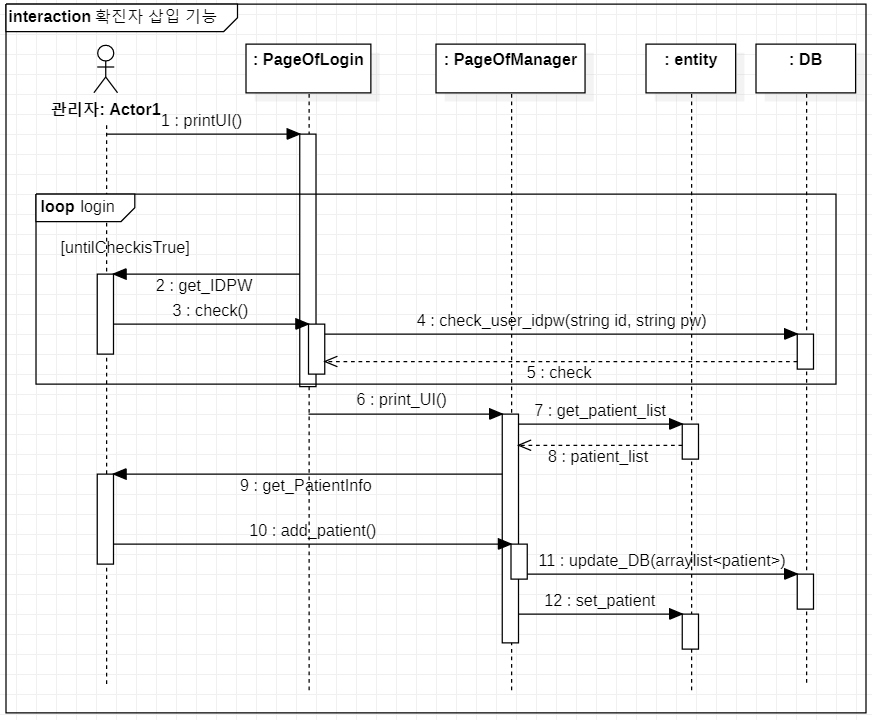 interaction 확진자 삽입 기능
: PageOfLogin
: PageOfManager
: entity
: DB
관리자: Actor1
1 : printUI()
loop login
[untilCheckisTrue]
2 : get_IDPW
3 : check()
4 : check_user_idpw(string id, string pw)
5 : check
6 : print_UI()
7 : get_patient_list
8 : patient_list
9 : get_PatientInfo
10 : add_patient()
11 : update_DB(arraylist<patient>)
12 : set_patient